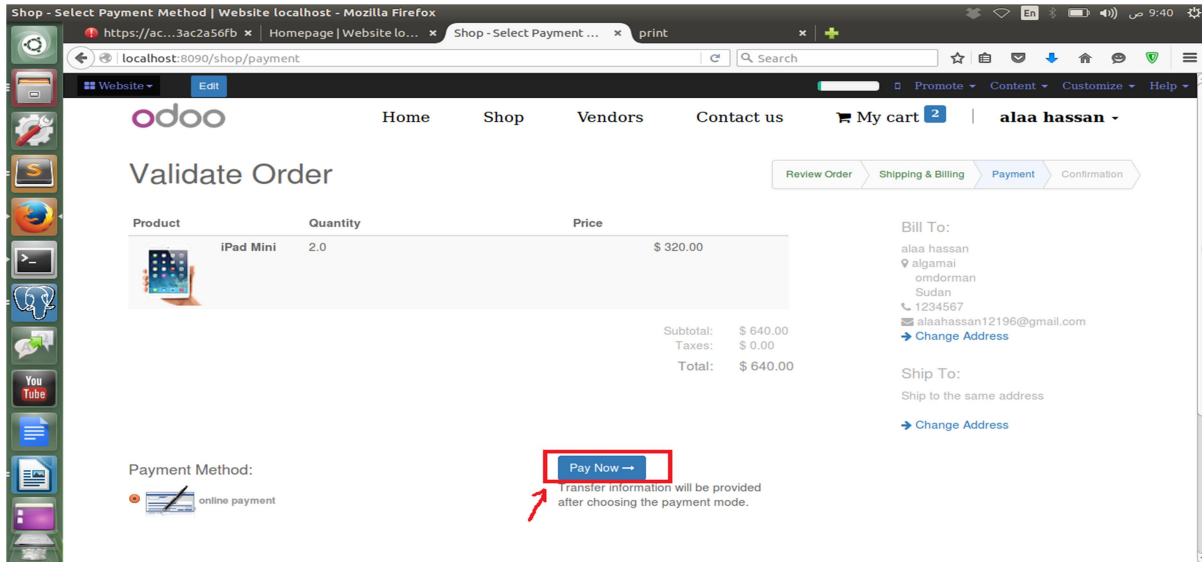 Shop - Select Payment Method | Website localhost - Mozilla Firefox
En
9:40 ص
https://ac...3ac2a56fb × Homepage | Website lo... × Shop - Select Payment ... × print ×
localhost:8090/shop/payment
Search
Website
Edit
Promote
Content
Customize
Help
odoo
Home
Shop
Vendors
Contact us
My cart 2
alaa hassan
Validate Order
Review Order
Shipping & Billing
Payment
Confirmation
Product Quantity Price
iPad Mini 2.0 $ 320.00
Subtotal: $ 640.00
Taxes: $ 0.00
Total: $ 640.00
Bill To:
alaa hassan
algamai
omdorman
Sudan
1234567
alaahassan12196@gmail.com
Change Address
Ship To:
Ship to the same address
Change Address
Payment Method:
online payment
Pay Now
Transfer information will be provided
after choosing the payment mode.
You
Tube